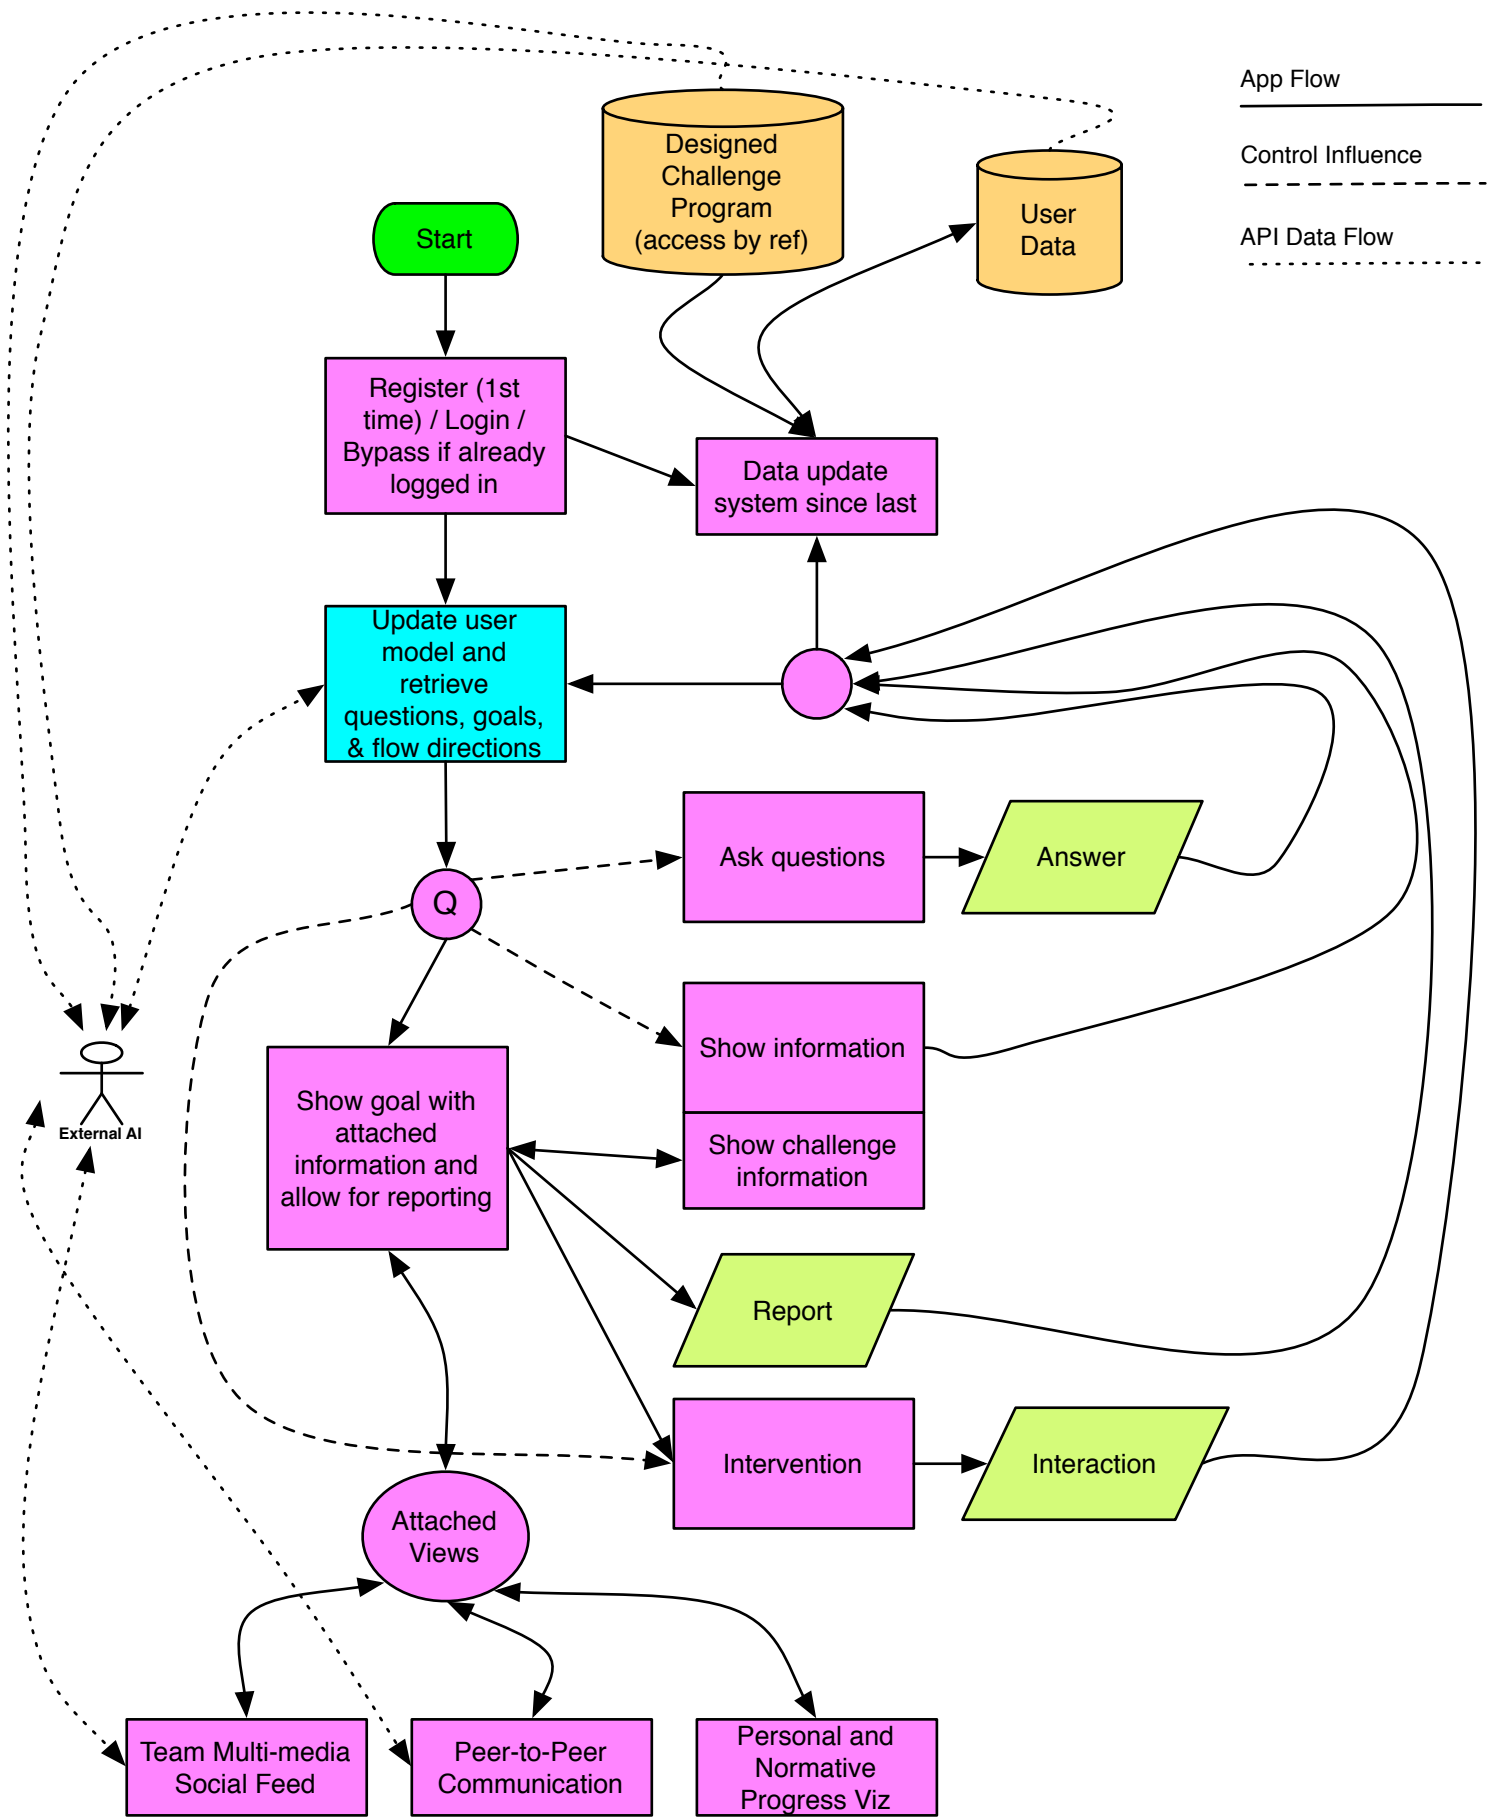 App Flow
Control Influence
API Data Flow
Designed
Challenge
Program
(access by ref)
User
Data
Start
Register (1st
time) / Login /
Bypass if already
logged in
Data update
system since last
Update user
model and
retrieve
questions, goals,
& flow directions
Ask questions
Answer
Q
Show information
Show goal with
attached
information and
allow for reporting
External AI
Show challenge
information
Report
Intervention
Interaction
Attached
Views
Team Multi-media
Social Feed
Peer-to-Peer
Communication
Personal and
Normative
Progress Viz